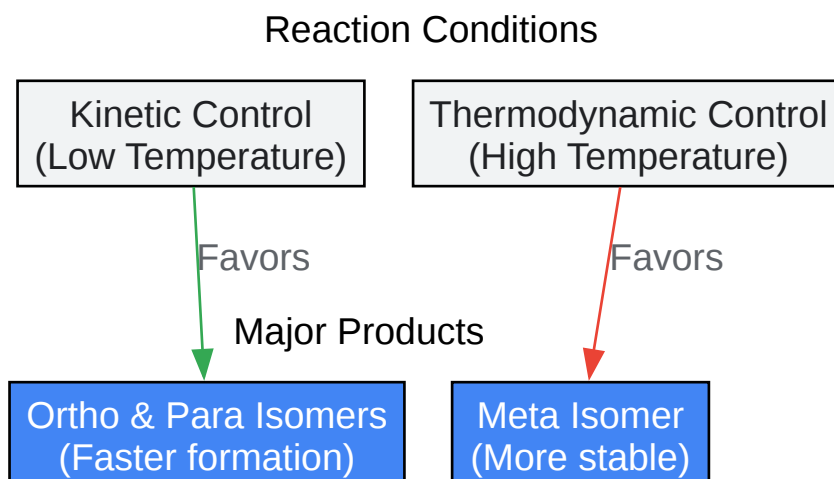 Reaction Conditions
Kinetic Control
(Low Temperature)
Thermodynamic Control
(High Temperature)
Favors
Favors
Major Products
Ortho & Para Isomers
(Faster formation)
Meta Isomer
(More stable)